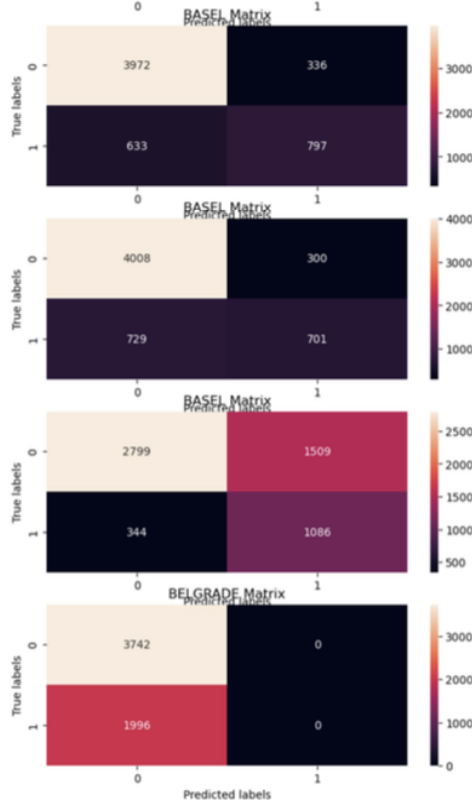 0 1
BASEL Matrix
Predicted labels
True labels
0 3972 336
1 633 797
3000
2000
1000
BASEL Matrix
Predicted labels
True labels
0 4008 300
1 729 701
4000
3000
2000
1000
0 1
BASEL Matrix
Predicted labels
True labels
0 2799 1509
1 344 1086
2500
2000
1500
1000
500
0 1
BELGRADE Matrix
Predicted labels
True labels
0 3742 0
1 1996 0
3000
2000
1000
0
0 1
Predicted labels